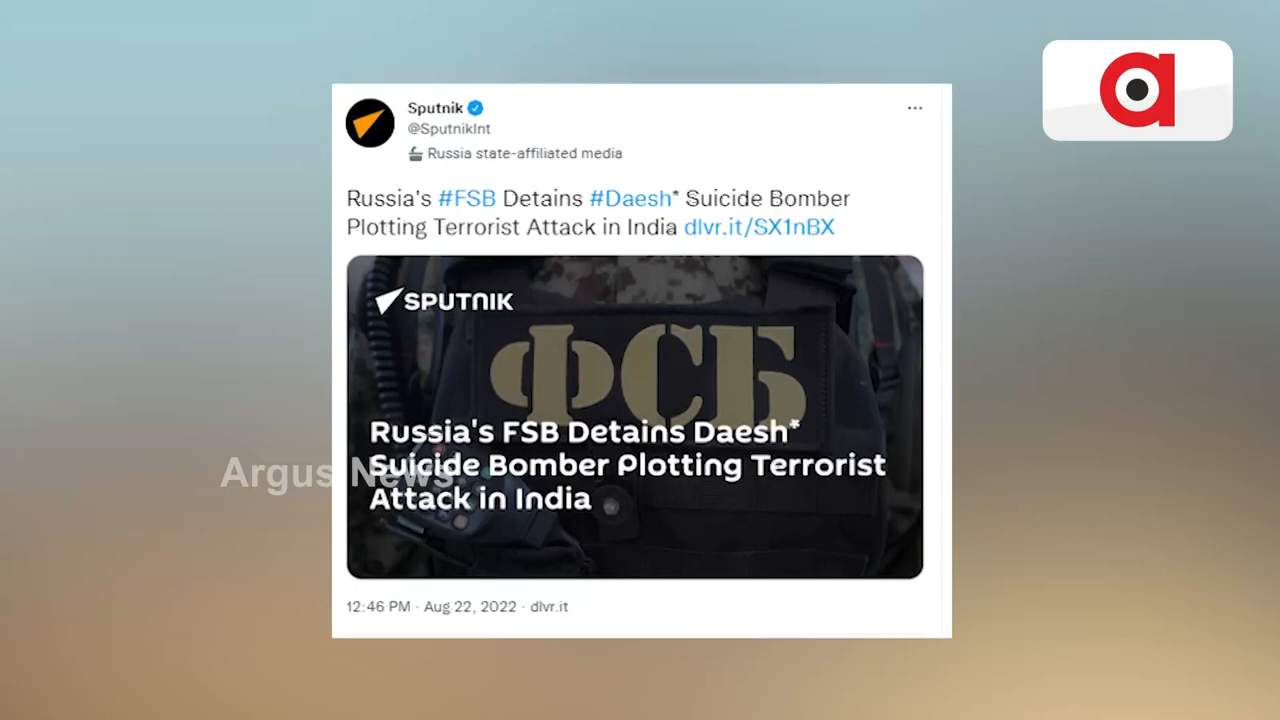 Sputnik
@SputnikInt
Russia state-affiliated media
Russia's #FSB Detains #Daesh* Suicide Bomber
Plotting Terrorist Attack in India dlvr.it/SX1nBX
SPUTNIK
ФСБ
Russia's FSB Detains Daesh*
Suicide Bomber Plotting Terrorist
Attack in India
Argus News
12:46 PM · Aug 22, 2022 · dlvr.it